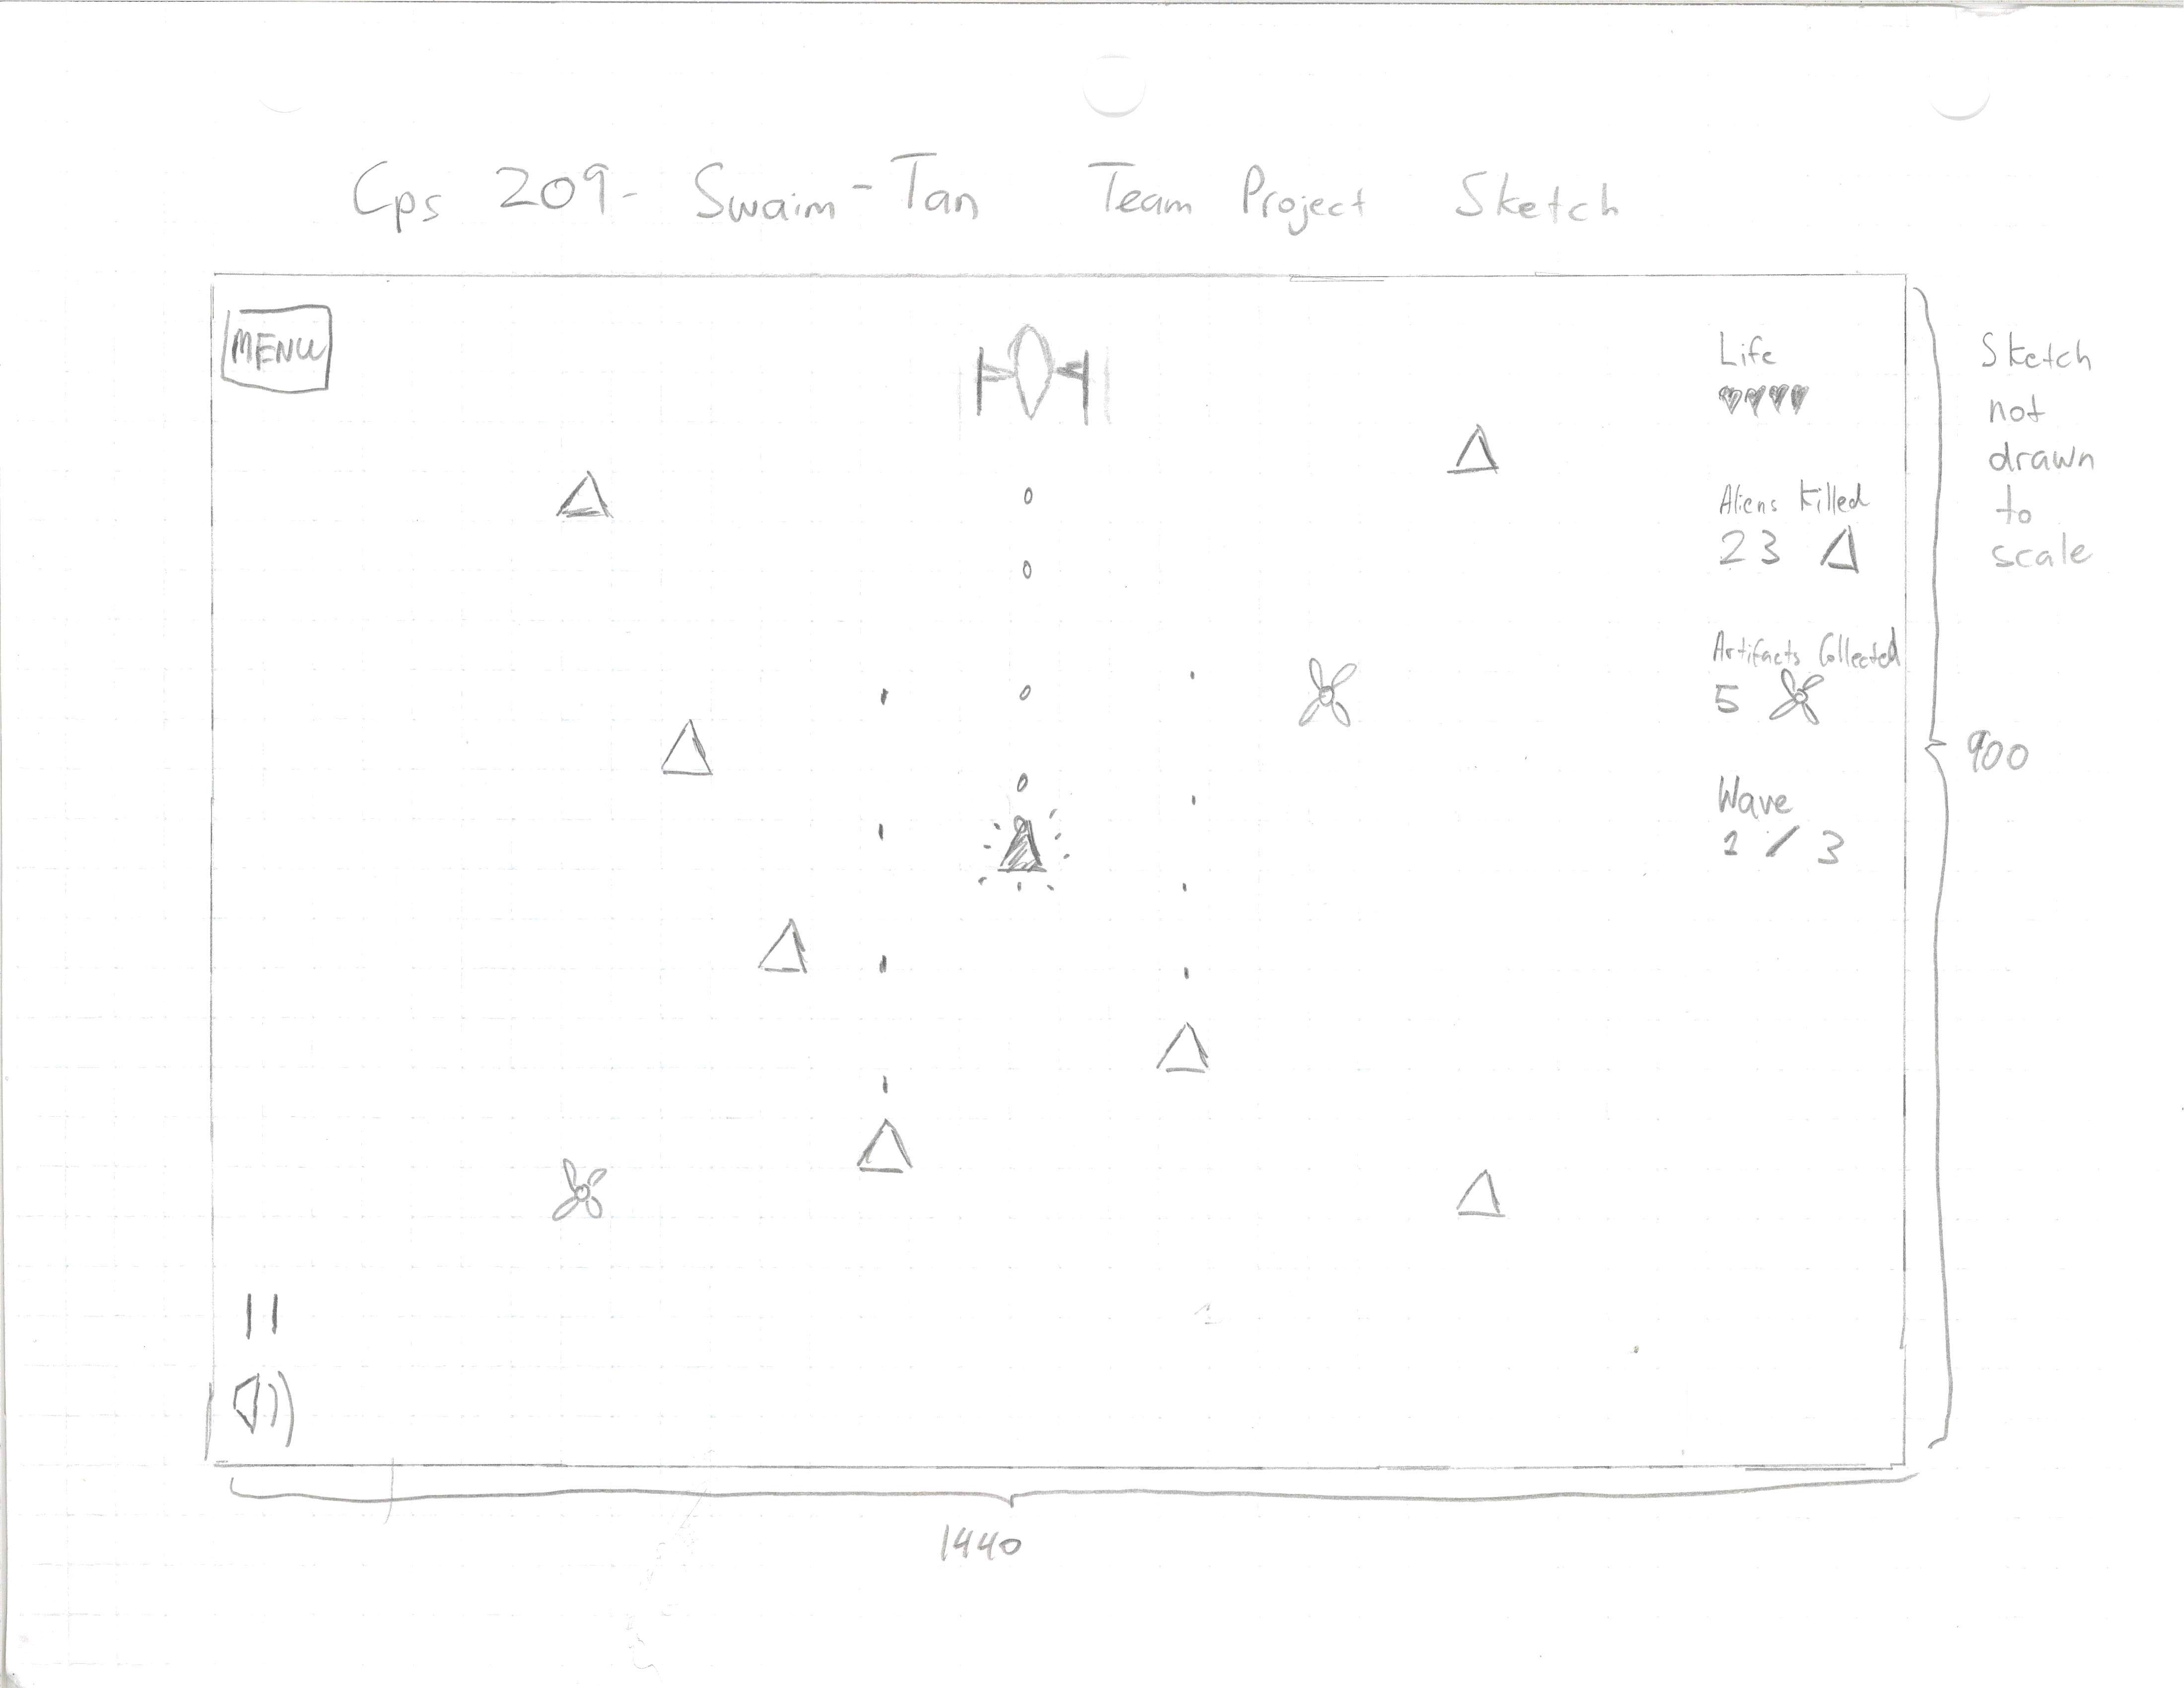 Cps 209- Swaim-Tan Team Project Sketch
MENU
Life
Aliens Killed
23
Artifacts Collected
5
Wave
1 / 3
Sketch
not
drawn
to
scale
900
1440